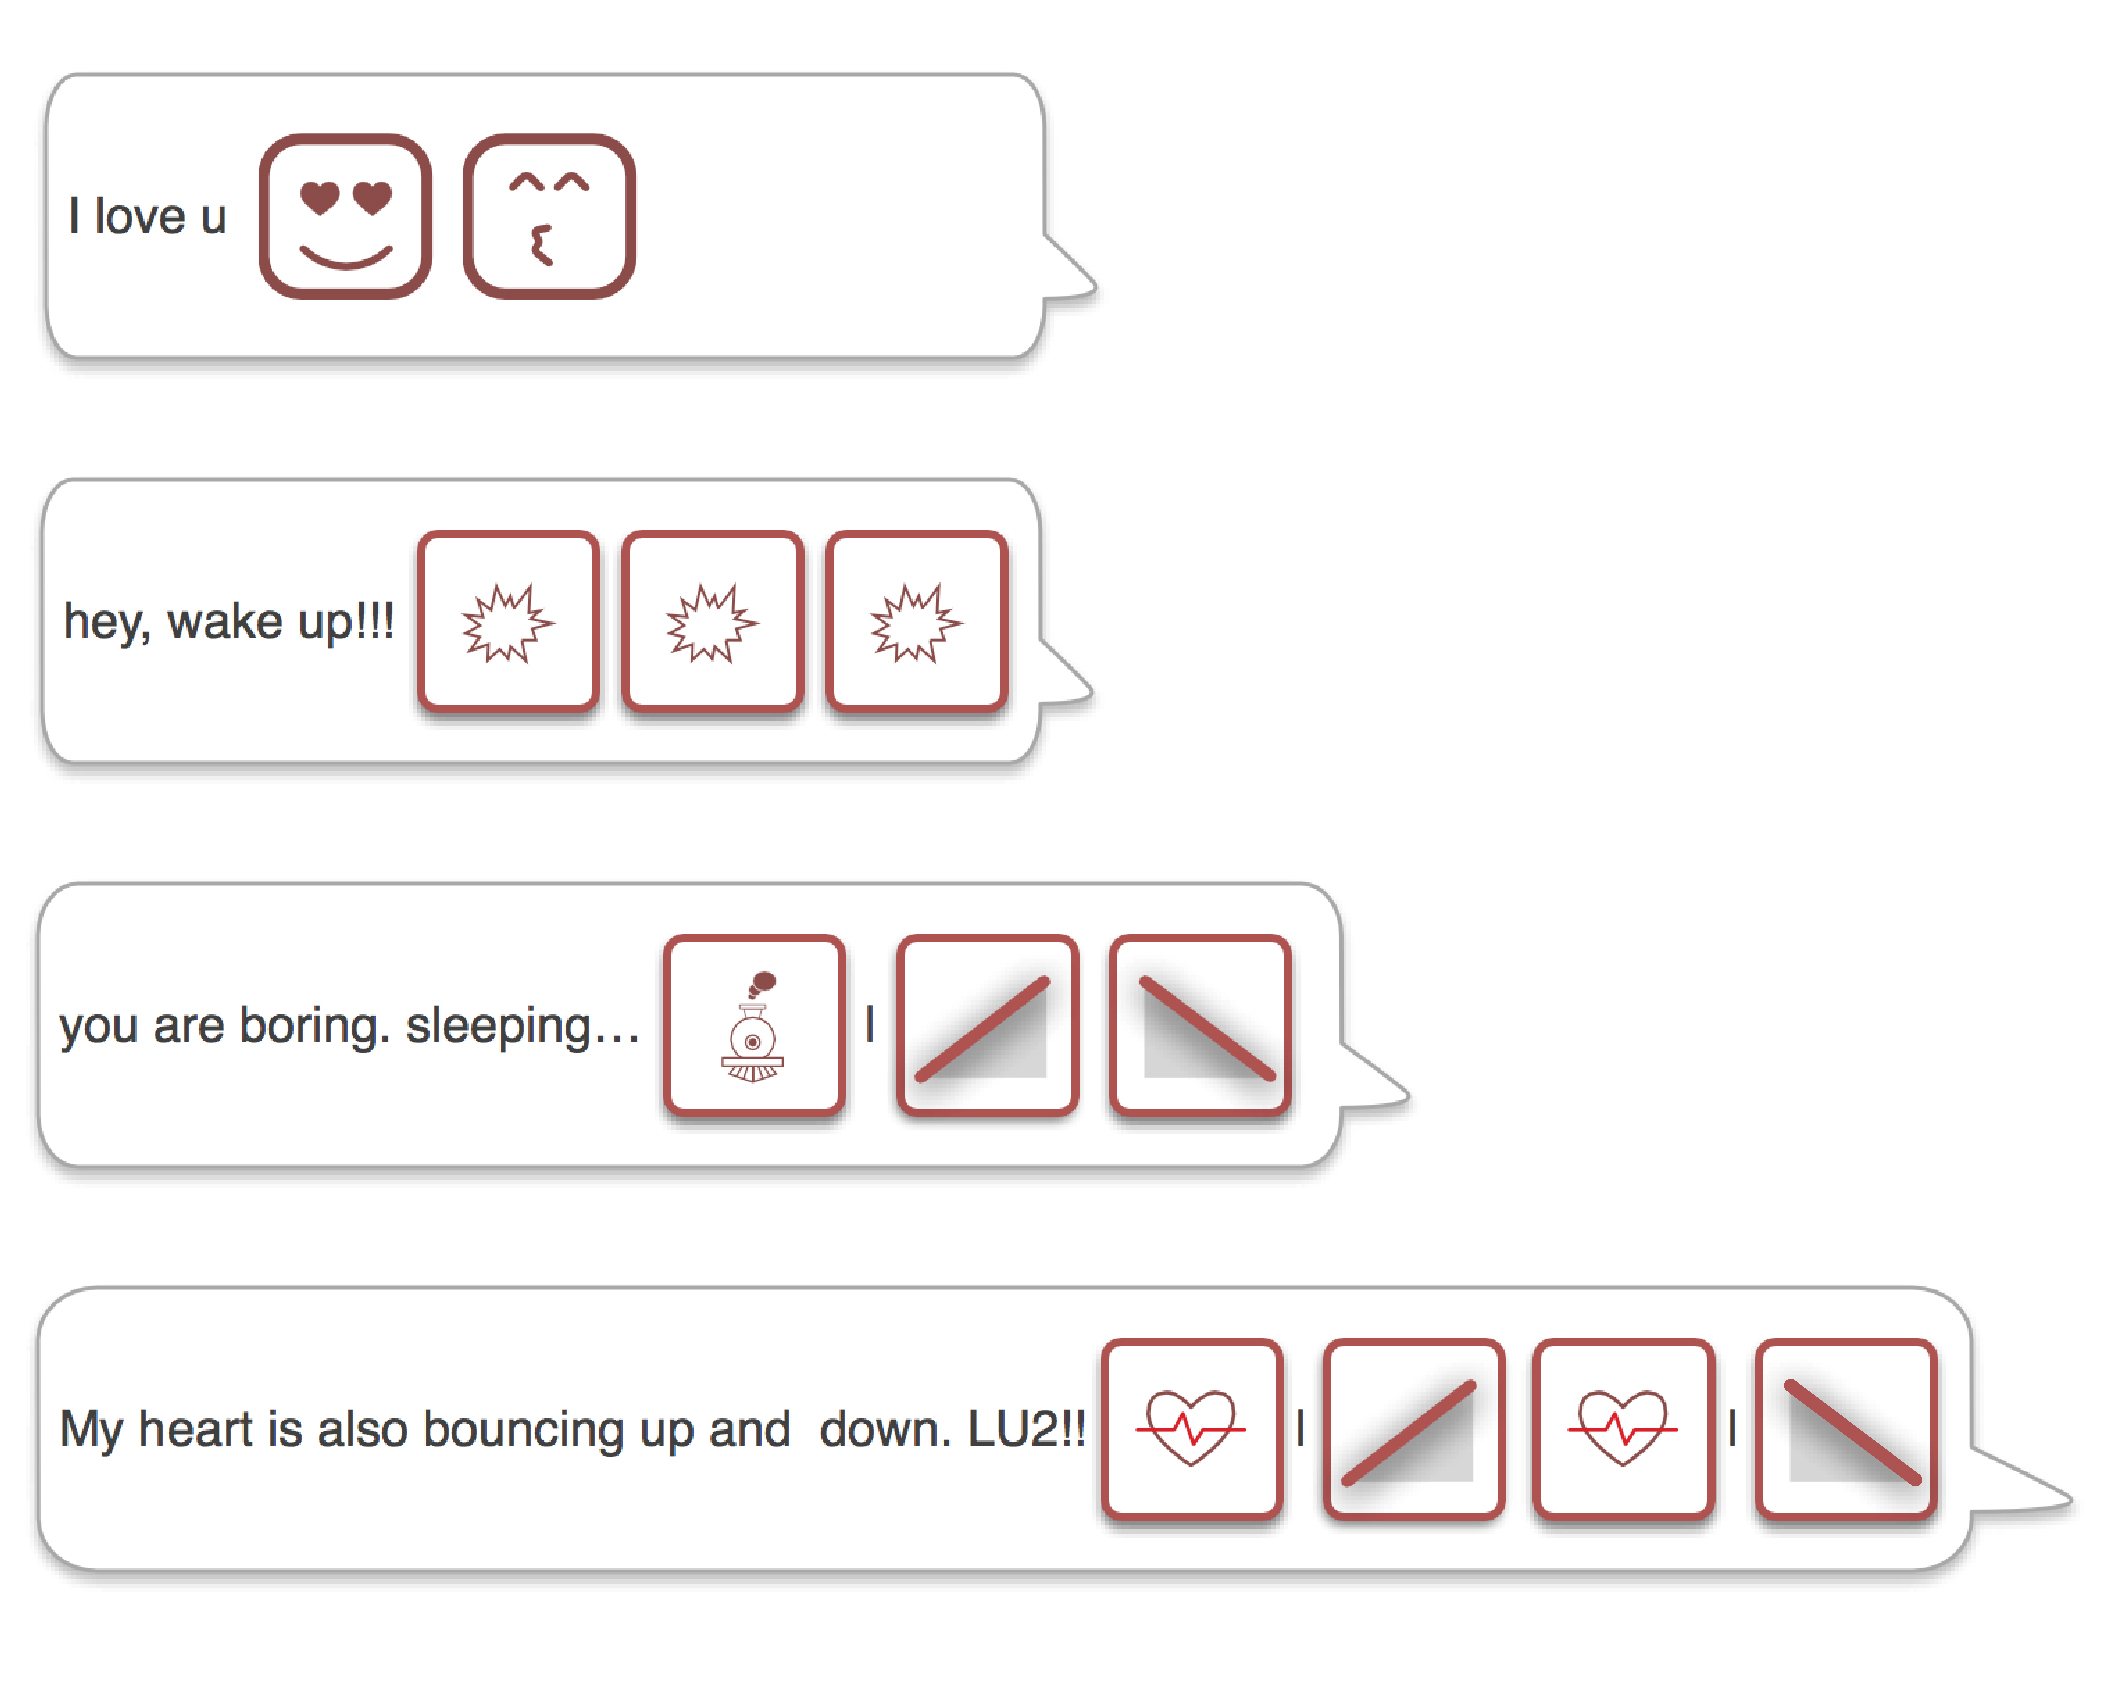 I love u
hey, wake up!!!
you are boring. sleeping... l
My heart is also bouncing up and  down. LU2!! l l